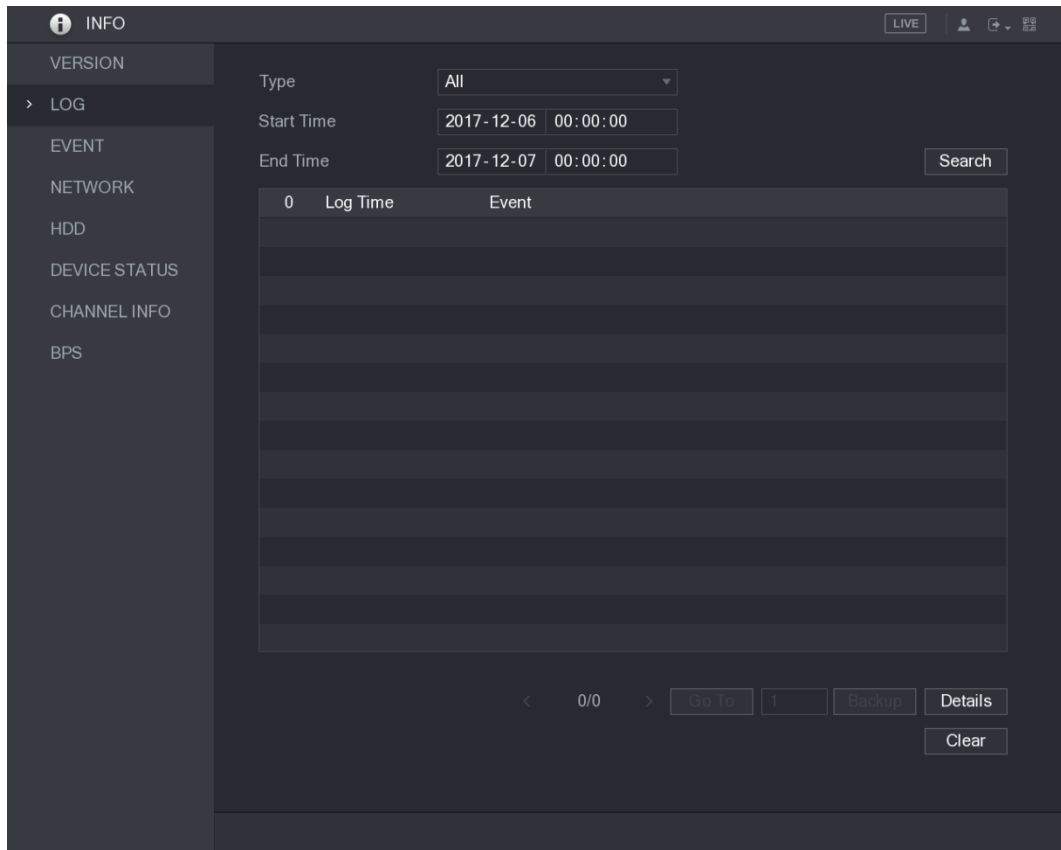 INFO LIVE
VERSION
LOG
EVENT
NETWORK
HDD
DEVICE STATUS
CHANNEL INFO
BPS
Type All
Start Time 2017-12-06 00:00:00
End Time 2017-12-07 00:00:00 Search
0 Log Time Event
< 0/0 > Go To 1 Backup Details
Clear